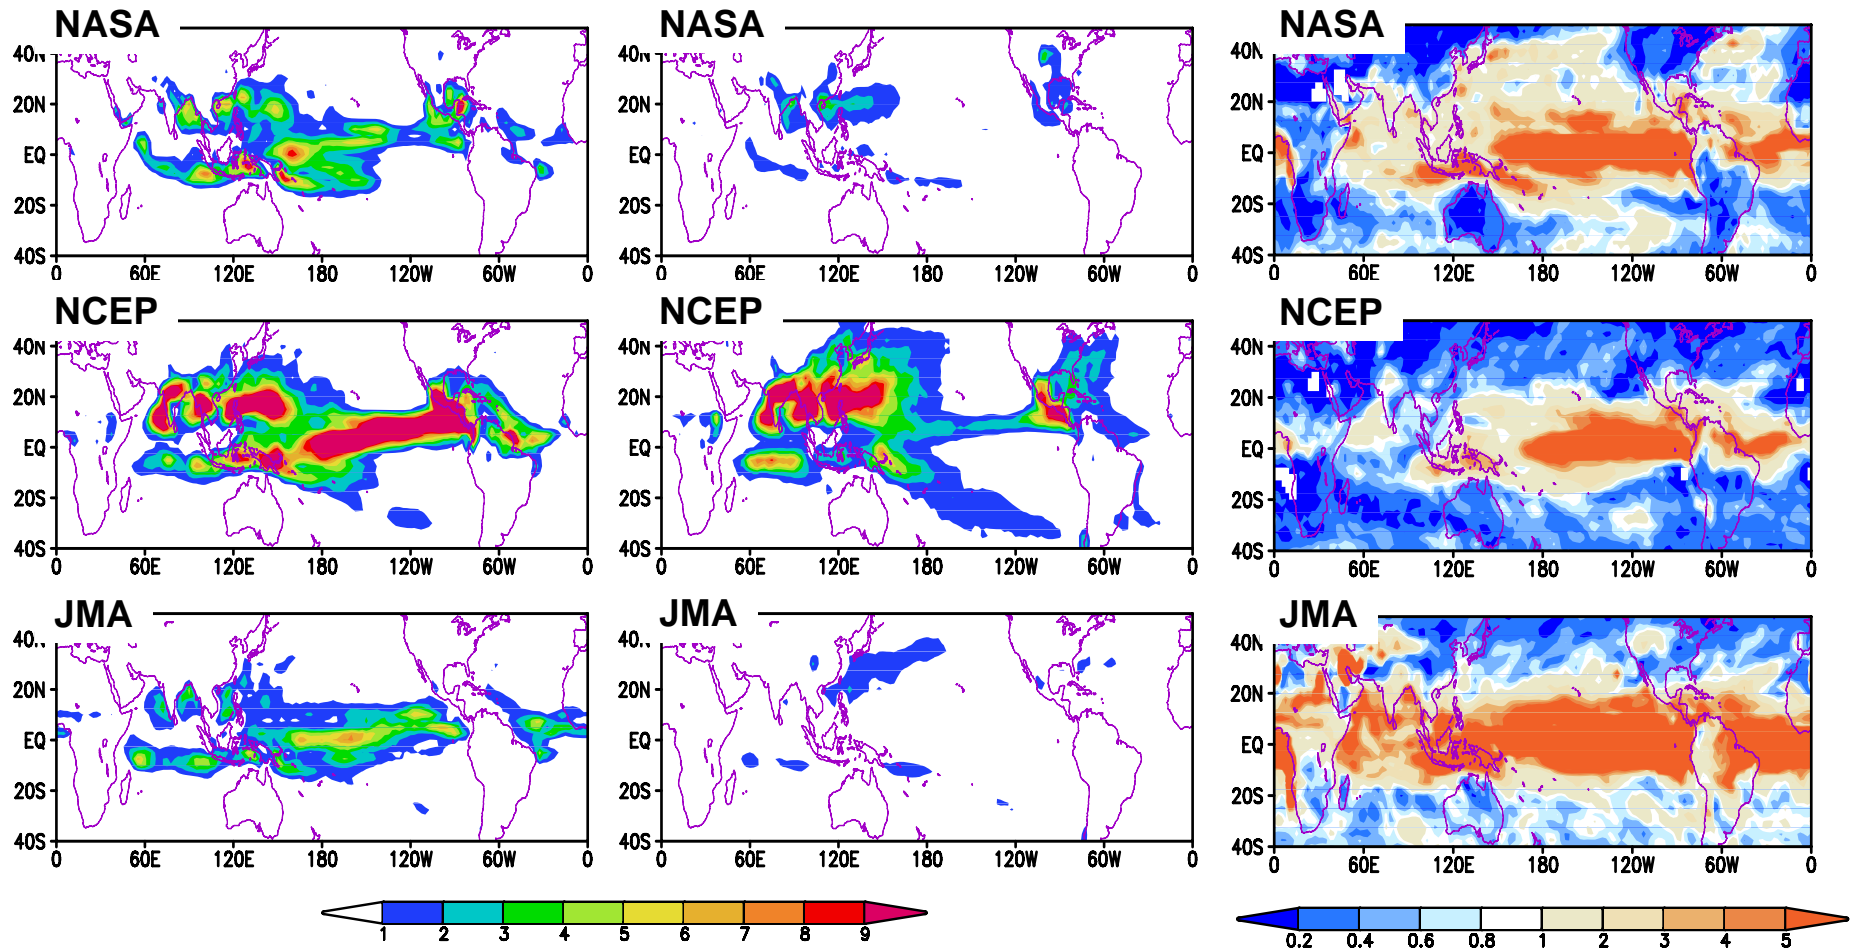 NASA NASA NASA
40N 40N 40N
20N 20N 20N
EQ EQ EQ
20S 20S 20S
40S 40S 40S
0 60E 120E 180 120W 60W 0 0 60E 120E 180 120W 60W 0 0 60E 120E 180 120W 60W 0
NCEP NCEP NCEP
40N 40N 40N
20N 20N 20N
EQ EQ EQ
20S 20S 20S
40S 40S 40S
0 60E 120E 180 120W 60W 0 0 60E 120E 180 120W 60W 0 0 60E 120E 180 120W 60W 0
JMA JMA JMA
40N 40N 40N
20N 20N 20N
EQ EQ EQ
20S 20S 20S
40S 40S 40S
0 60E 120E 180 120W 60W 0 0 60E 120E 180 120W 60W 0 0 60E 120E 180 120W 60W 0
1 2 3 4 5 6 7 8 9 0.2 0.4 0.6 0.8 1 2 3 4 5